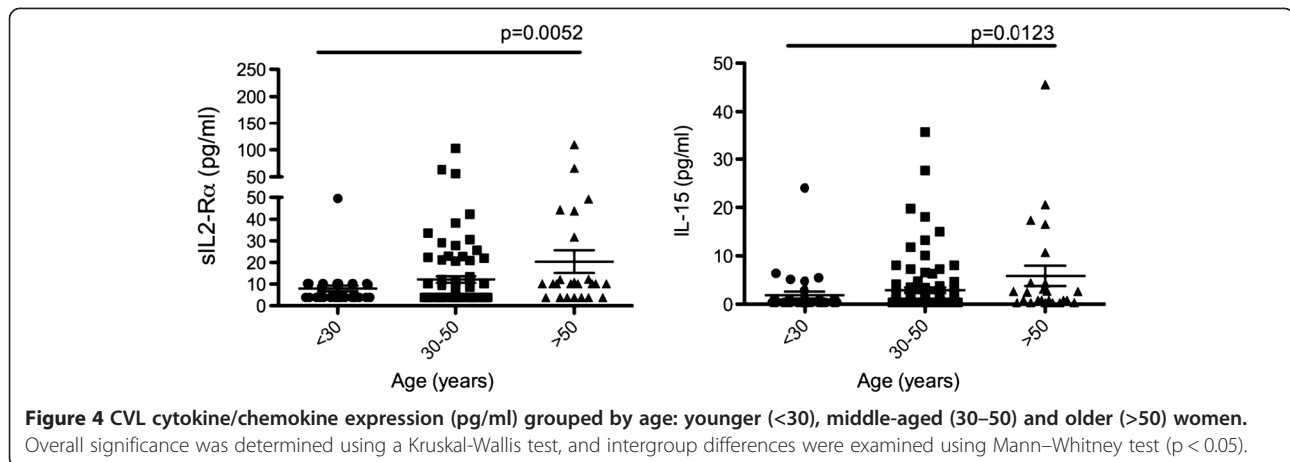 p=0.0052
sIL2-Rα (pg/ml)
250
200
150
100
50
50
40
30
20
10
0
<30
30-50
>50
Age (years)
p=0.0123
IL-15 (pg/ml)
50
40
30
20
10
0
<30
30-50
>50
Age (years)
Figure 4 CVL cytokine/chemokine expression (pg/ml) grouped by age: younger (<30), middle-aged (30–50) and older (>50) women.
Overall significance was determined using a Kruskal-Wallis test, and intergroup differences were examined using Mann–Whitney test (p < 0.05).